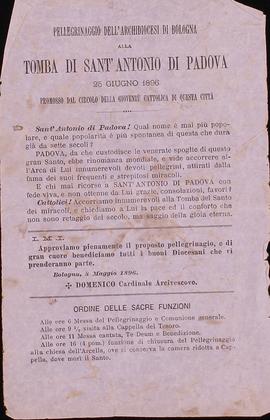 PELLEGRINAGGIO DELL'ARCHIDIOCESI DI BOLOGNA
ALLA
TOMBA DI SANT'ANTONIO DI PADOVA
25 GIUGNO 1896
PROMOSSO DAL CIRCOLO DELLA GIOVENTÙ CATTOLICA DI QUESTA CITTÀ
Sant'Antonio di Padova! Qual nome è mai più popo-
lare, e quale popolarità è più spontanea di questa che dura
già da sette secoli?
PADOVA, da che custodisce le venerate spoglie di questo
gran Santo, ebbe rinomanza mondiale, e vide accorrere al-
l'Arca di Lui innumerevoli devoti pellegrini, attirati dalla
fama dei suoi frequenti e strepitosi miracoli.
E chi mai ricorse a SANT'ANTONIO DI PADOVA con
fede viva, e non ottenne da Lui grazie, consolazioni, favori?
Cattolici! Accorriamo innumerevoli alla Tomba del Santo
dei miracoli, e chiediamo a Lui la pace ed il conforto che
non sono retaggio del secolo, ma saggio della gioia eterna.
I. M. I.
Approviamo pienamente il proposto pellegrinaggio, e di
gran cuore benediciamo tutti i buoni Diocesani che vi
prenderanno parte.
Bologna, 5 Maggio 1896.
✠ DOMENICO Cardinale Arcivescovo.
ORDINE DELLE SACRE FUNZIONI
Alle ore 6 Messa del Pellegrinaggio e Comunione generale.
Alle ore 9 ½ visita alla Cappella del Tesoro.
Alle ore 11 Messa cantata, Te-Deum e Benedizione.
Alle ore 16 (4 pom.) funzione di chiusura del Pellegrinaggio
alla chiesa dell'Arcella, ove si conserva la camera ridotta a Cap-
pella, dove morì il Santo.